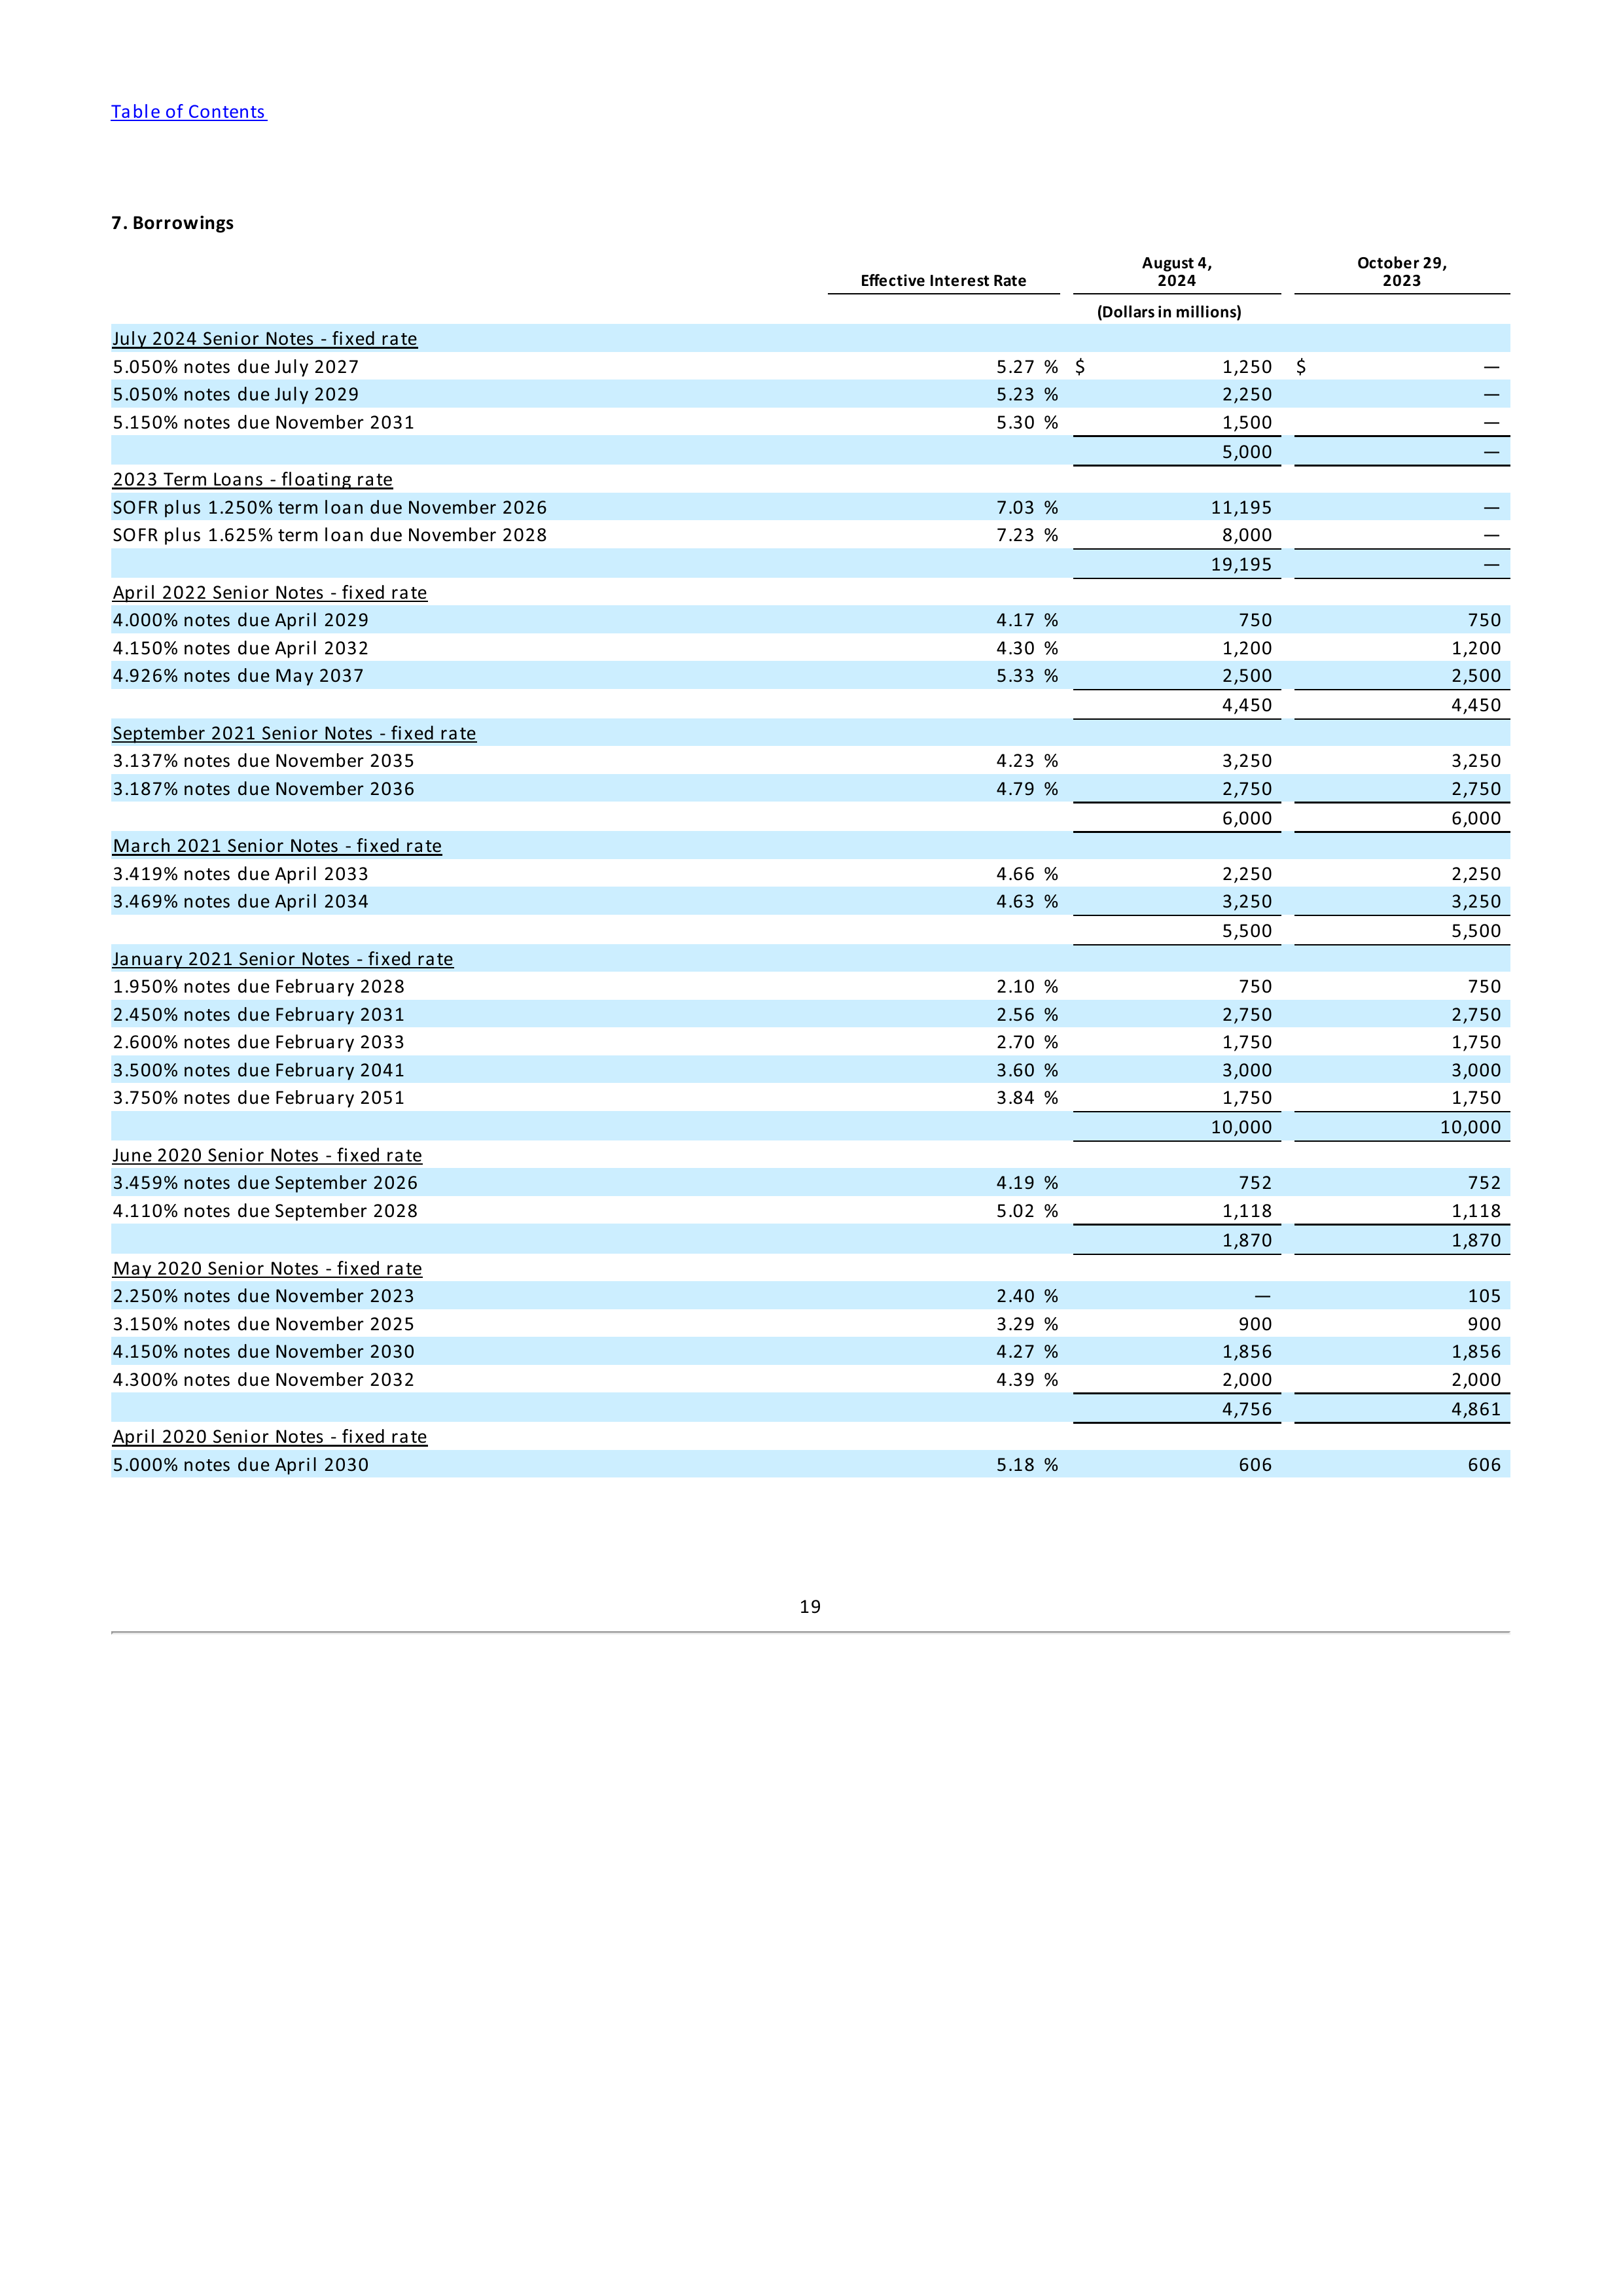 Table of Contents
7. Borrowings
Effective Interest Rate August 4, 2024 October 29, 2023
(Dollars in millions)
July 2024 Senior Notes - fixed rate
5.050% notes due July 2027 5.27 % $ 1,250 $ —
5.050% notes due July 2029 5.23 % 2,250 —
5.150% notes due November 2031 5.30 % 1,500 —
5,000 —
2023 Term Loans - floating rate
SOFR plus 1.250% term loan due November 2026 7.03 % 11,195 —
SOFR plus 1.625% term loan due November 2028 7.23 % 8,000 —
19,195 —
April 2022 Senior Notes - fixed rate
4.000% notes due April 2029 4.17 % 750 750
4.150% notes due April 2032 4.30 % 1,200 1,200
4.926% notes due May 2037 5.33 % 2,500 2,500
4,450 4,450
September 2021 Senior Notes - fixed rate
3.137% notes due November 2035 4.23 % 3,250 3,250
3.187% notes due November 2036 4.79 % 2,750 2,750
6,000 6,000
March 2021 Senior Notes - fixed rate
3.419% notes due April 2033 4.66 % 2,250 2,250
3.469% notes due April 2034 4.63 % 3,250 3,250
5,500 5,500
January 2021 Senior Notes - fixed rate
1.950% notes due February 2028 2.10 % 750 750
2.450% notes due February 2031 2.56 % 2,750 2,750
2.600% notes due February 2033 2.70 % 1,750 1,750
3.500% notes due February 2041 3.60 % 3,000 3,000
3.750% notes due February 2051 3.84 % 1,750 1,750
10,000 10,000
June 2020 Senior Notes - fixed rate
3.459% notes due September 2026 4.19 % 752 752
4.110% notes due September 2028 5.02 % 1,118 1,118
1,870 1,870
May 2020 Senior Notes - fixed rate
2.250% notes due November 2023 2.40 % — 105
3.150% notes due November 2025 3.29 % 900 900
4.150% notes due November 2030 4.27 % 1,856 1,856
4.300% notes due November 2032 4.39 % 2,000 2,000
4,756 4,861
April 2020 Senior Notes - fixed rate
5.000% notes due April 2030 5.18 % 606 606
19